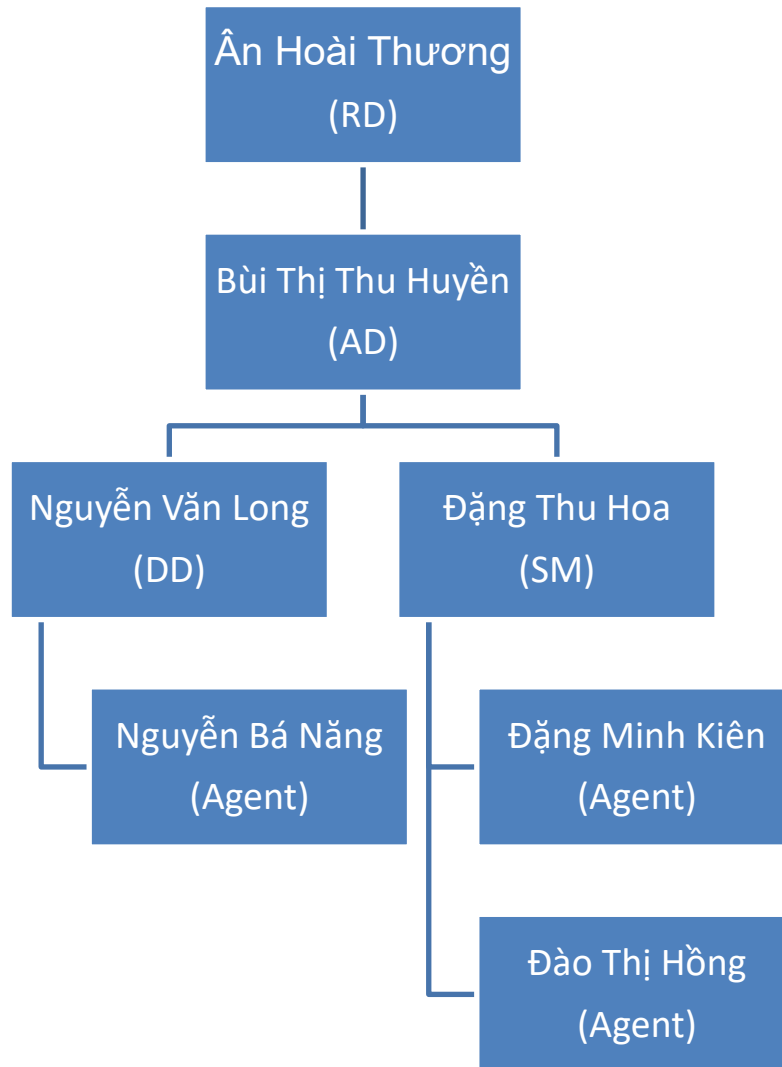 Ân Hoài Thương
(RD)
Bùi Thị Thu Huyền
(AD)
Nguyễn Văn Long
(DD)
Đặng Thu Hoa
(SM)
Nguyễn Bá Năng
(Agent)
Đặng Minh Kiên
(Agent)
Đào Thị Hồng
(Agent)